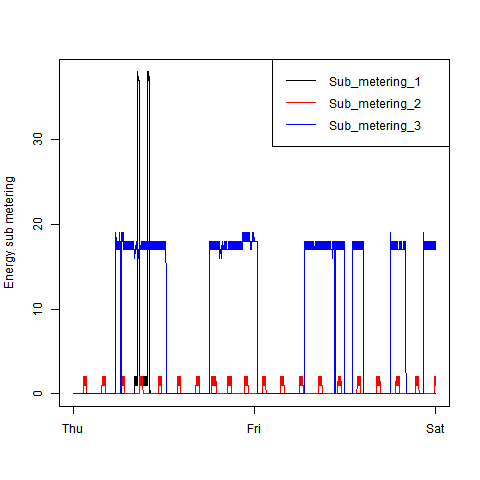 Sub_metering_1
Sub_metering_2
Sub_metering_3
Energy sub metering
30
20
10
0
Thu
Fri
Sat